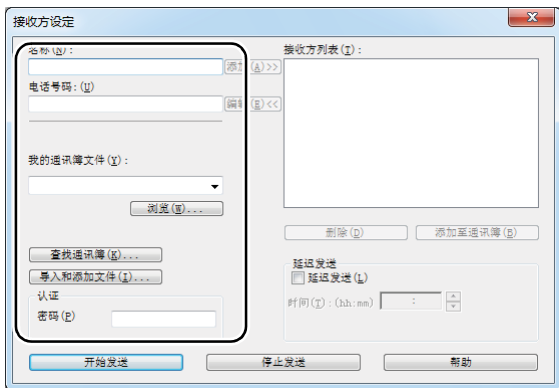 接收方设定
名称(N):
添加(A)>>
电话号码:(U)
编辑(E)<<
我的通讯簿文件(Y):
浏览(W)...
查找通讯簿(K)...
导入和添加文件(I)...
认证
密码(P)
接收方列表(I):
删除(D)
添加至通讯簿(B)
延迟发送
延迟发送(L)
时间(T):(hh:mm)
:
开始发送
停止发送
帮助